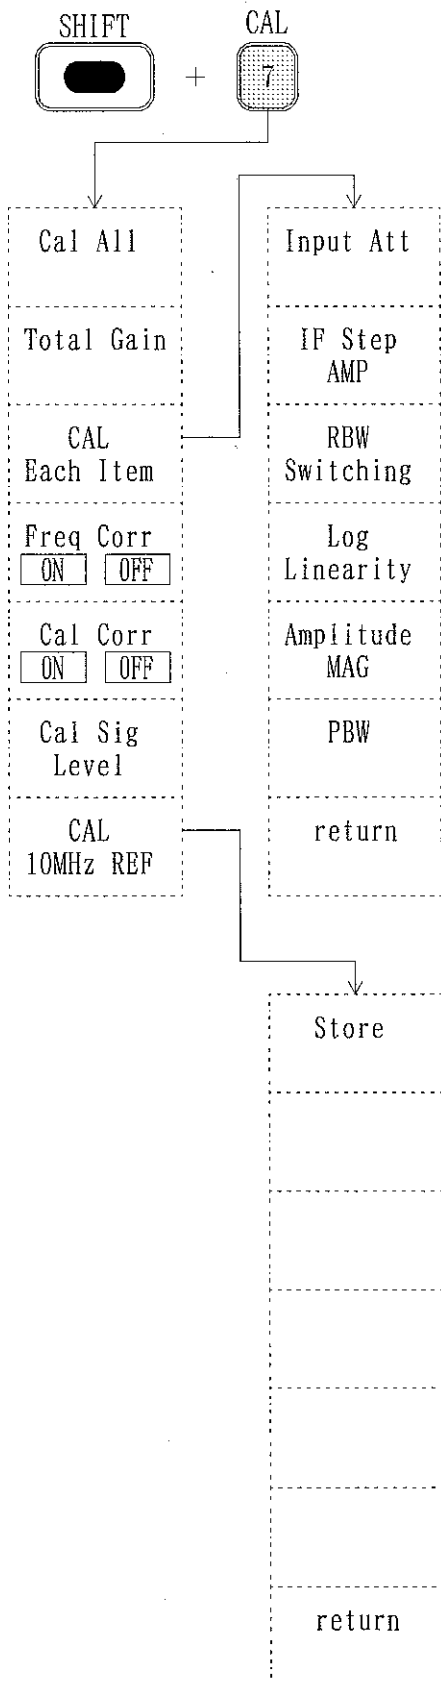 SHIFT
CAL
+
7
Cal All
Total Gain
CAL
Each Item
Freq Corr
ON OFF
Cal Corr
ON OFF
Cal Sig
Level
CAL
10MHz REF
Input Att
IF Step
AMP
RBW
Switching
Log
Linearity
Amplitude
MAG
PBW
return
Store
return